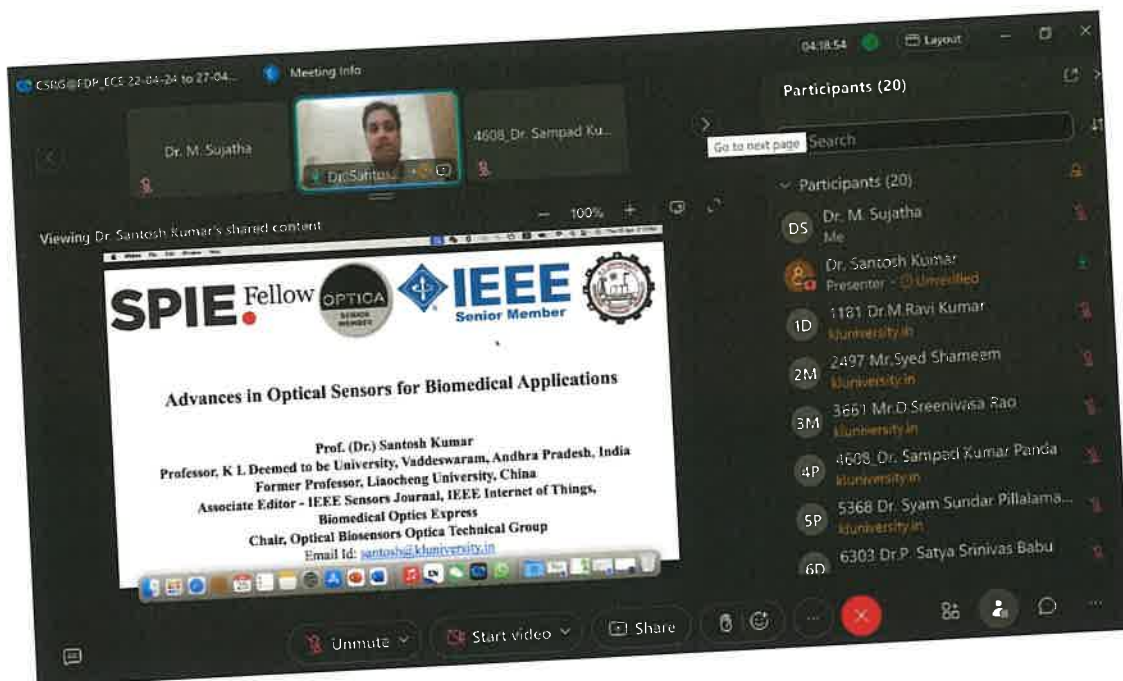 CSRG@FDP_ECE 22-04-24 to 27-04...
Meeting Info
04:18:54
Layout
Dr. M. Sujatha
Dr. Santos...
4608_Dr. Sampad Ku...
Go to next page
Viewing Dr. Santosh Kumar's shared content
100%
SPIE. Fellow
OPTICA
SENIOR
MEMBER
IEEE
Senior Member
Advances in Optical Sensors for Biomedical Applications
Prof. (Dr.) Santosh Kumar
Professor, K L Deemed to be University, Vaddeswaram, Andhra Pradesh, India
Former Professor, Liaocheng University, China
Associate Editor - IEEE Sensors Journal, IEEE Internet of Things,
Biomedical Optics Express
Chair, Optical Biosensors Optica Technical Group
Email Id: santosh@kluniversity.in
Participants (20)
Search
Participants (20)
DS
Dr. M. Sujatha
Me
Dr. Santosh Kumar
Presenter - Unverified
1D
1181 Dr.M.Ravi Kumar
kluniversity.in
2M
2497 Mr.Syed Shameem
kluniversity.in
3M
3661 Mr.D.Sreenivasa Rao
kluniversity.in
4P
4608_Dr. Sampad Kumar Panda
kluniversity.in
5P
5368 Dr. Syam Sundar Pillalama...
kluniversity.in
6D
6303 Dr.P. Satya Srinivas Babu
Unmute
Start video
Share